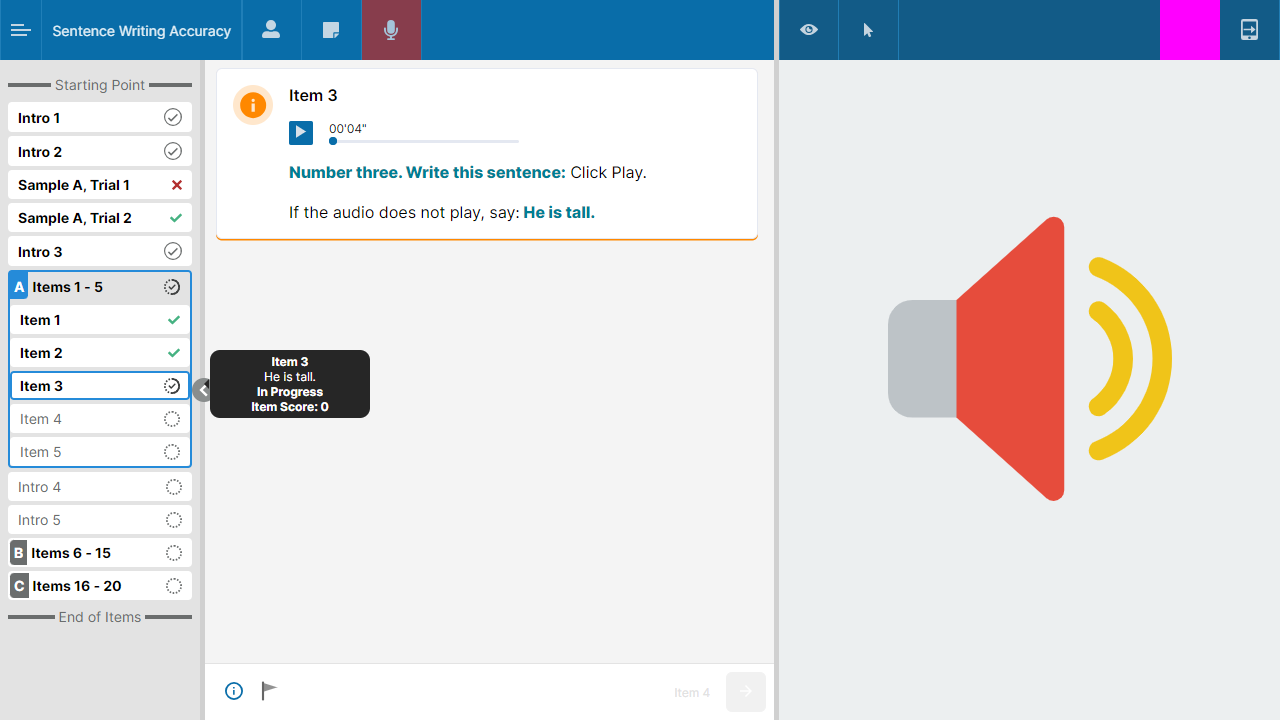 Sentence Writing Accuracy
Starting Point
Intro 1
Intro 2
Sample A, Trial 1
Sample A, Trial 2
Intro 3
A Items 1 - 5
Item 1
Item 2
Item 3
Item 4
Item 5
Intro 4
Intro 5
B Items 6 - 15
C Items 16 - 20
End of Items
Item 3
00'04"
Number three. Write this sentence: Click Play.
If the audio does not play, say: He is tall.
Item 3
He is tall.
In Progress
Item Score: 0
Item 4